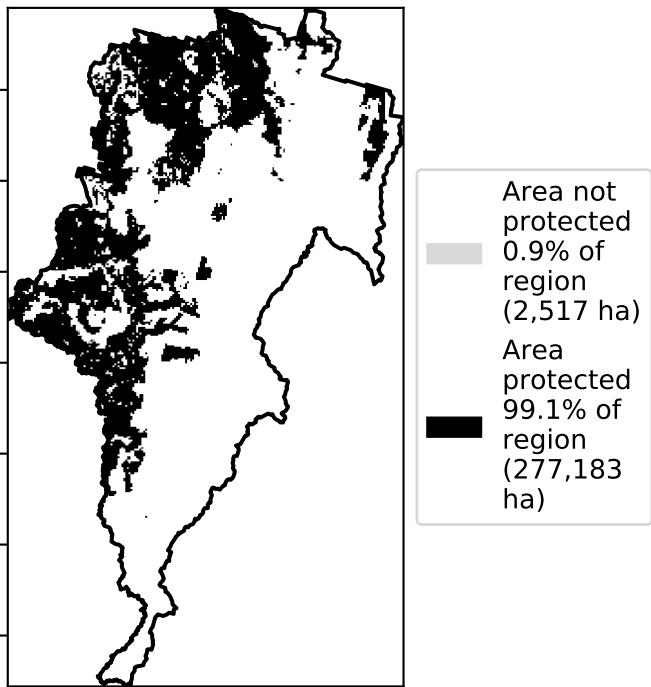 Area not
protected
0.9% of
region
(2,517 ha)
Area
protected
99.1% of
region
(277,183
ha)